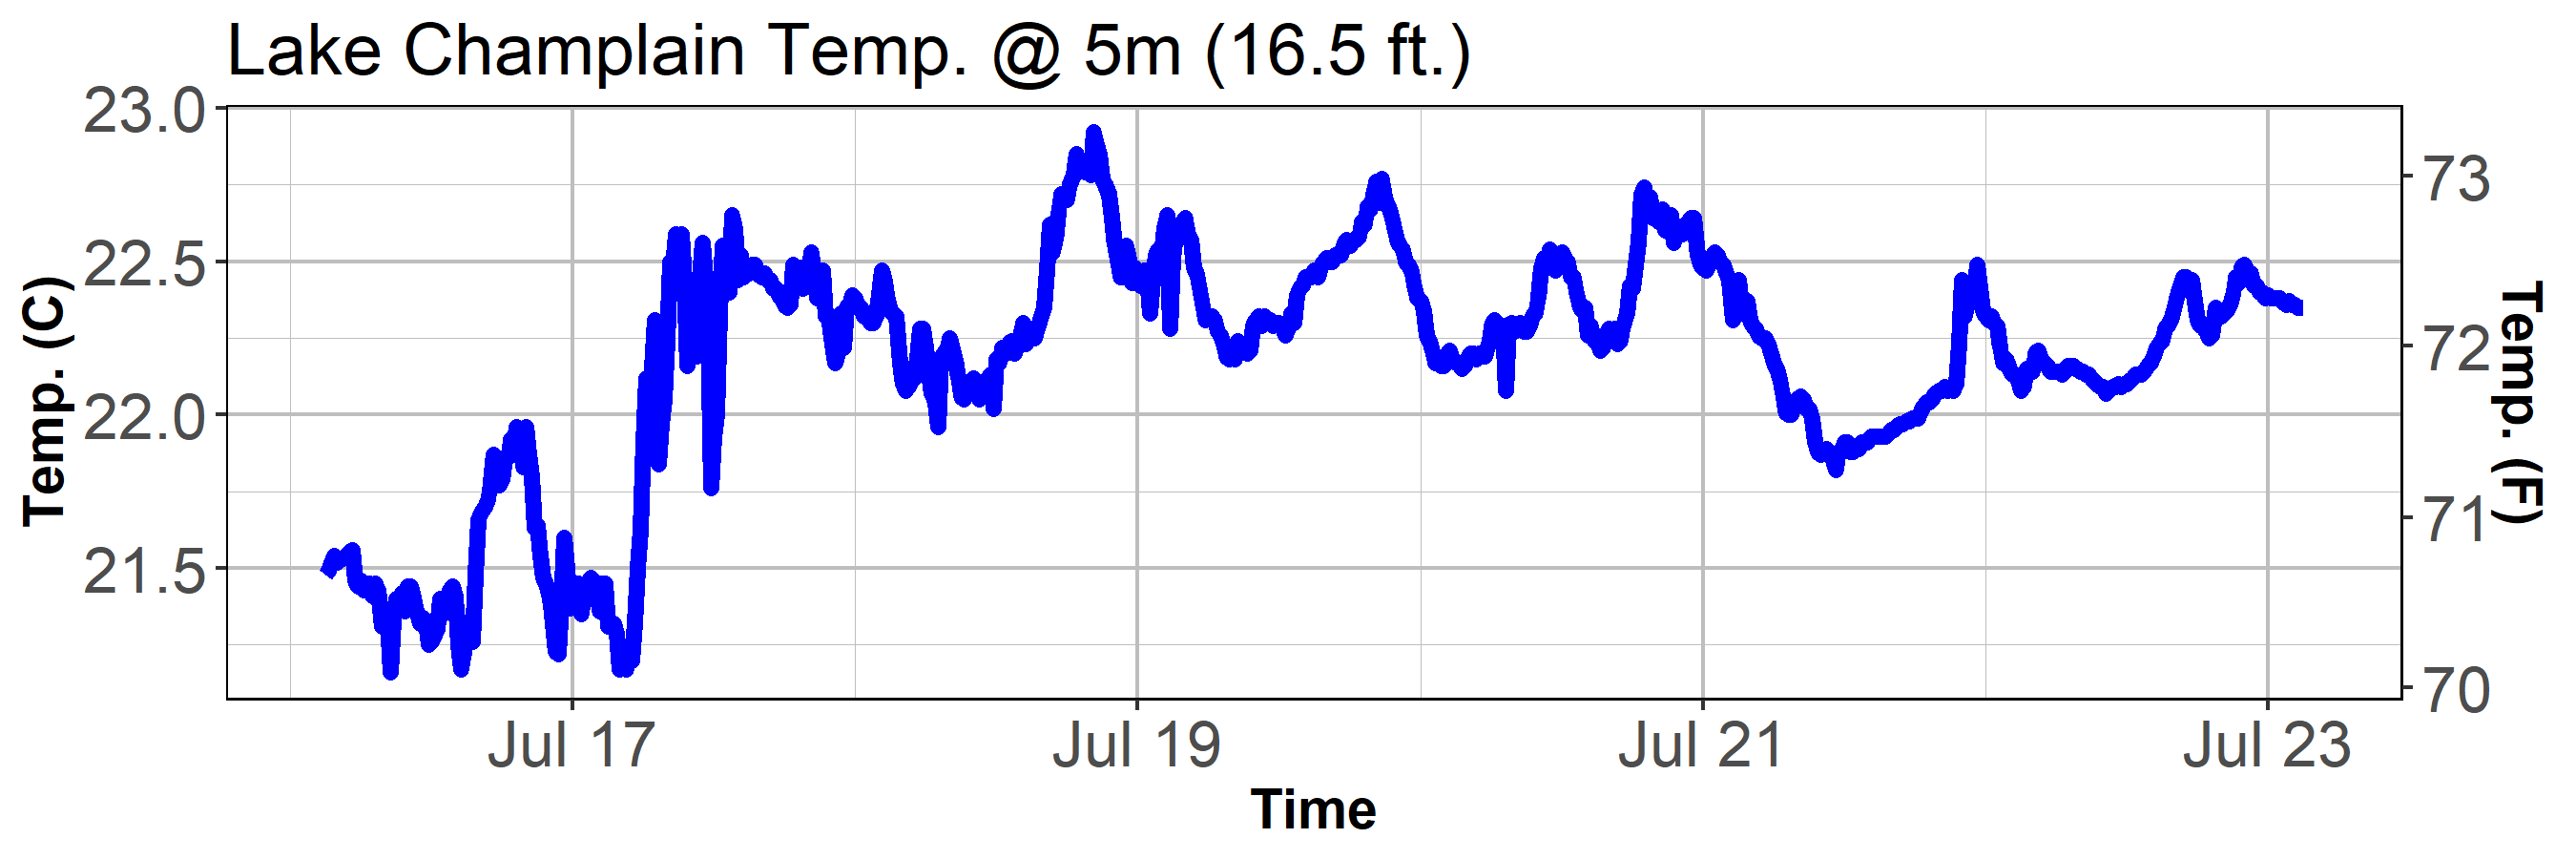 Lake Champlain Temp. @ 5m (16.5 ft.)
23.0
22.5
22.0
21.5
Temp. (C)
73
72
71
70
Temp. (F)
Jul 17 Jul 19 Jul 21 Jul 23
Time